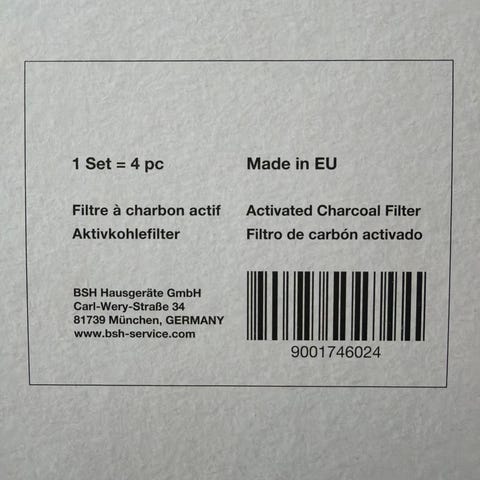 1 Set = 4 pc
Made in EU
Filtre à charbon actif
Aktivkohlefilter
Activated Charcoal Filter
Filtro de carbón activado
BSH Hausgeräte GmbH
Carl-Wery-Straße 34
81739 München, GERMANY
www.bsh-service.com
9001746024